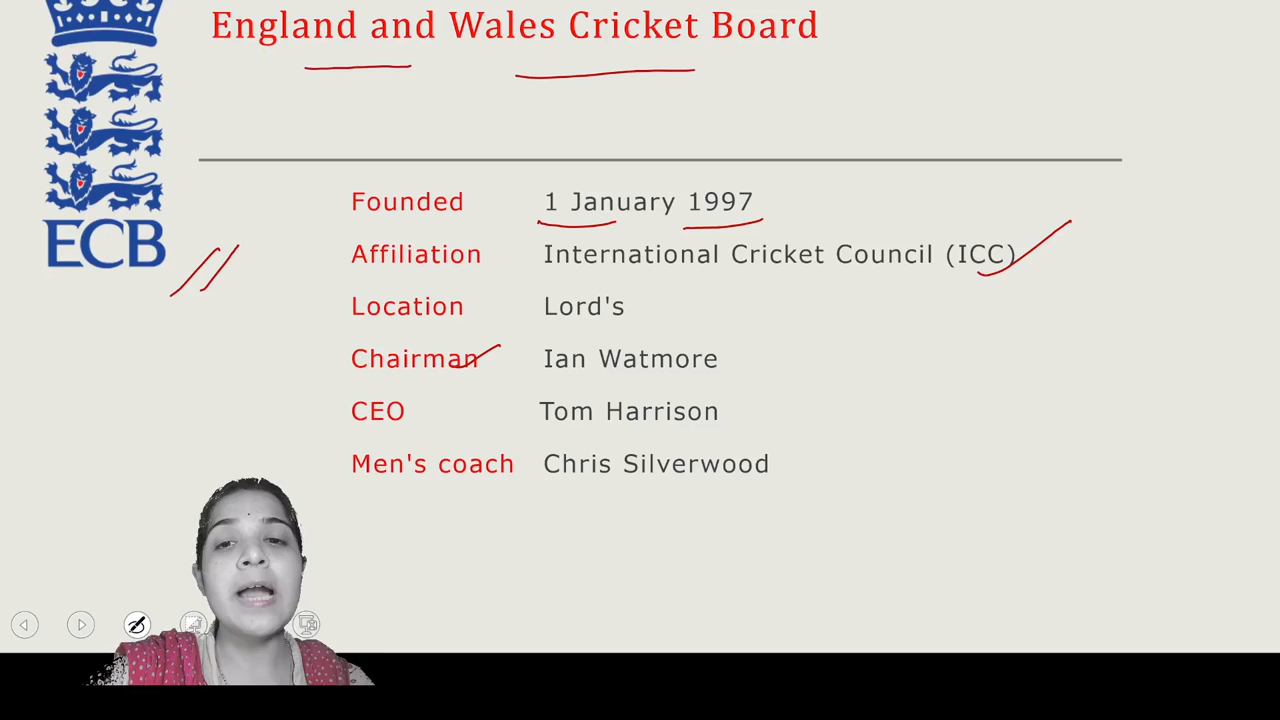 England and Wales Cricket Board
ECB
Founded 1 January 1997
Affiliation International Cricket Council (ICC)
Location Lord's
Chairman Ian Watmore
CEO Tom Harrison
Men's coach Chris Silverwood